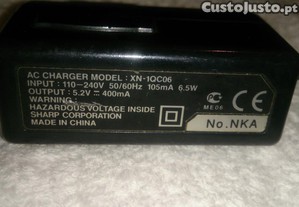 CustoJusto.pt
AC CHARGER MODEL: XN-1QC06
INPUT : 110-240V 50/60Hz 105mA 6.5W
OUTPUT : 5.2V ⎓ 400mA
WARNING :
HAZARDOUS VOLTAGE INSIDE
SHARP CORPORATION
MADE IN CHINA
ME06
No.NKA